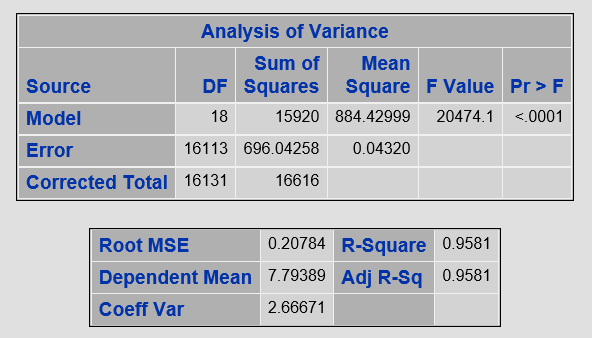 Analysis of Variance
Source DF Sum of Squares Mean Square F Value Pr > F
Model 18 15920 884.42999 20474.1 <.0001
Error 16113 696.04258 0.04320
Corrected Total 16131 16616
Root MSE 0.20784 R-Square 0.9581
Dependent Mean 7.79389 Adj R-Sq 0.9581
Coeff Var 2.66671